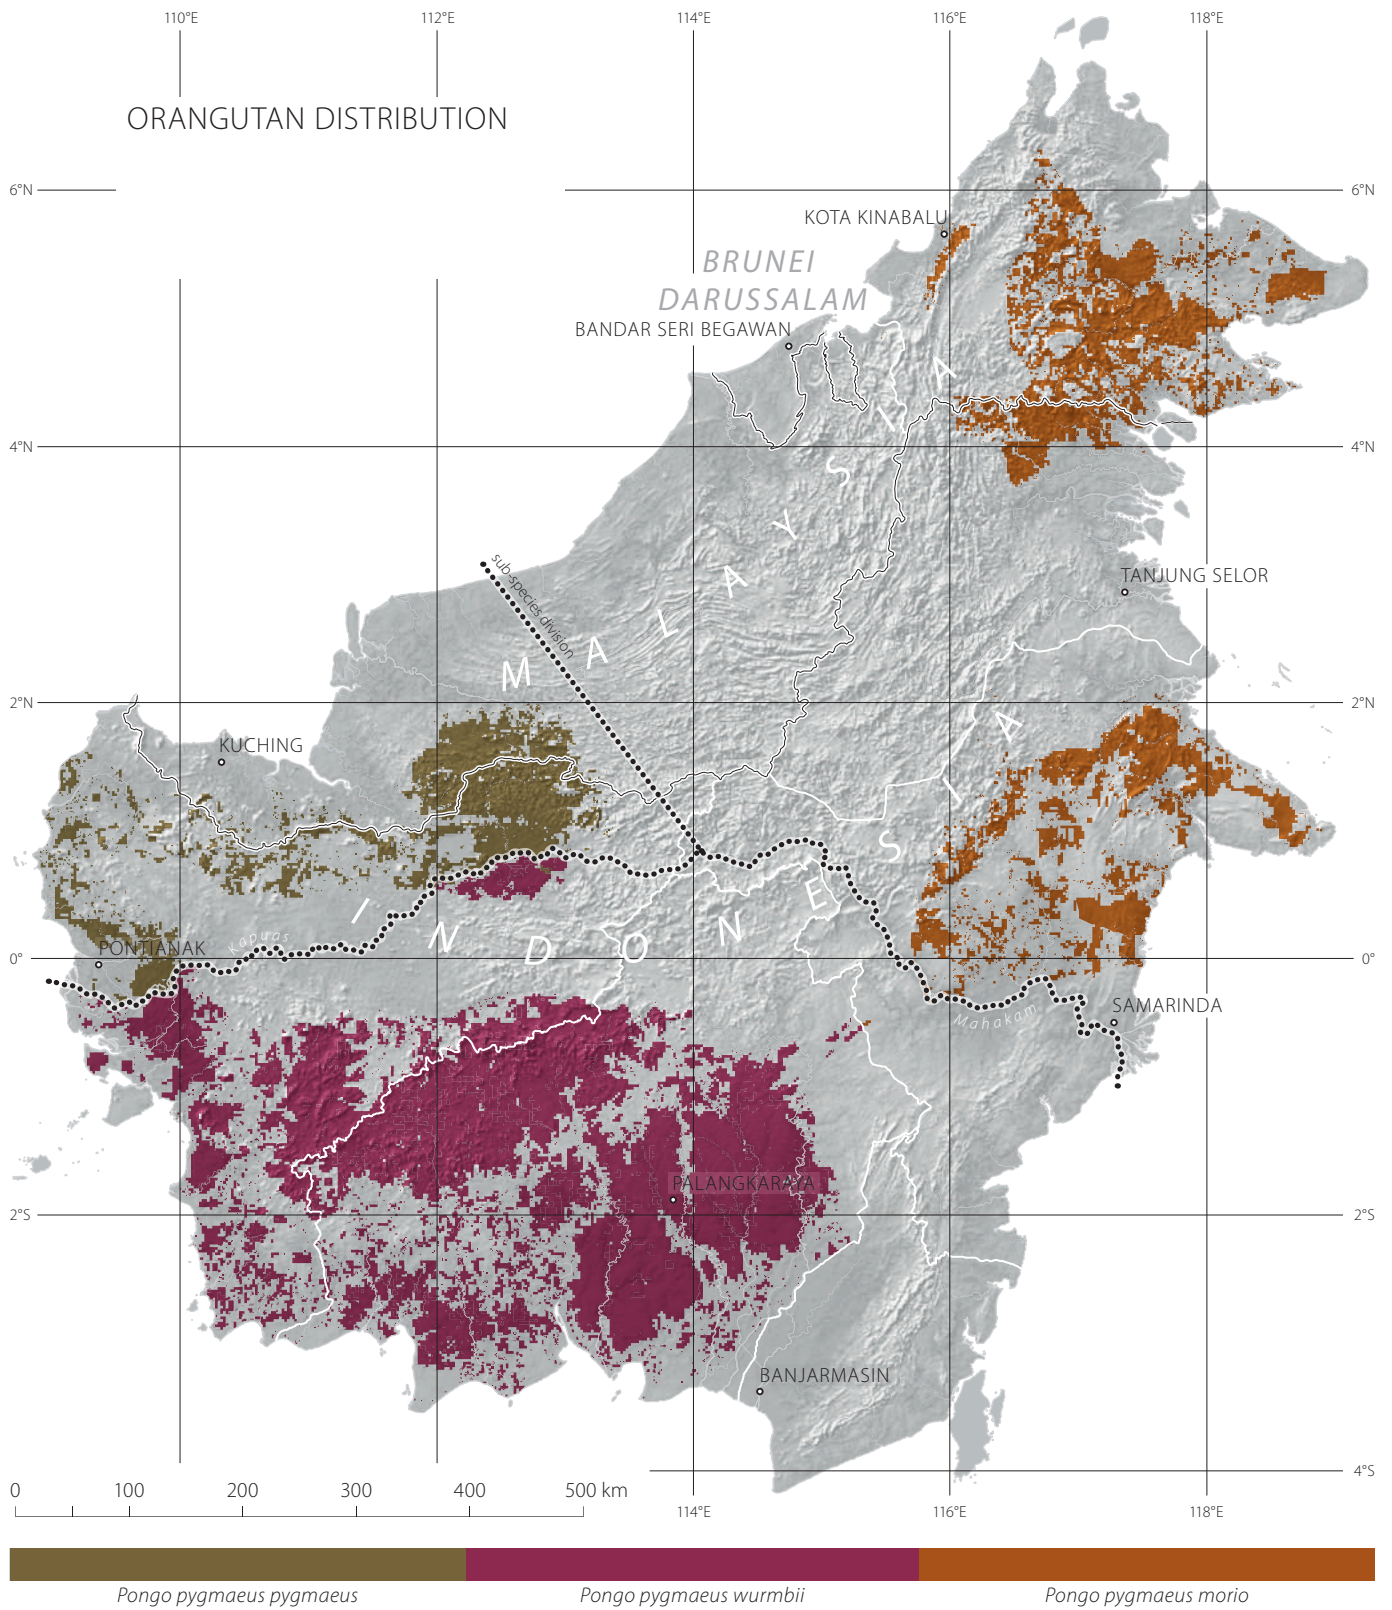 110°E 112°E 114°E 116°E 118°E
ORANGUTAN DISTRIBUTION
6°N 6°N
KOTA KINABALU
BRUNEI
DARUSSALAM
BANDAR SERI BEGAWAN
4°N 4°N
MALAYSIA
sub-species division
TANJUNG SELOR
2°N 2°N
KUCHING
INDONESIA
PONTIANAK
Kapuas
0° 0°
SAMARINDA
Mahakam
PALANGKARAYA
2°S 2°S
BANJARMASIN
4°S
0 100 200 300 400 500 km
114°E 116°E 118°E
Pongo pygmaeus pygmaeus
Pongo pygmaeus wurmbii
Pongo pygmaeus morio